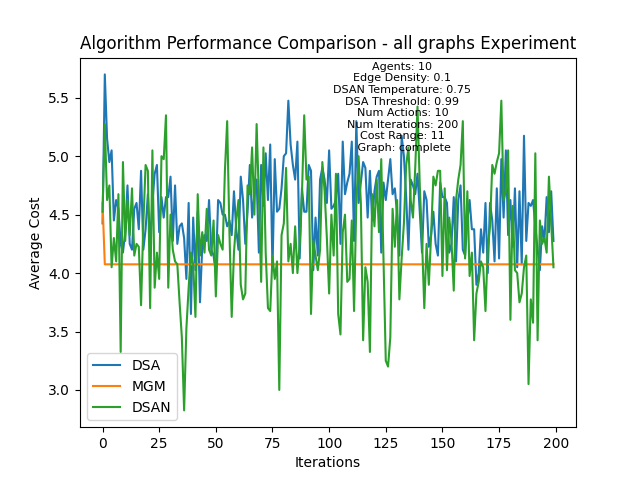 Algorithm Performance Comparison - all graphs Experiment
Agents: 10
Edge Density: 0.1
DSAN Temperature: 0.75
DSA Threshold: 0.99
Num Actions: 10
Num Iterations: 200
Cost Range: 11
Graph: complete
5.5
5.0
4.5
4.0
3.5
3.0
Average Cost
DSA
MGM
DSAN
0 25 50 75 100 125 150 175 200
Iterations